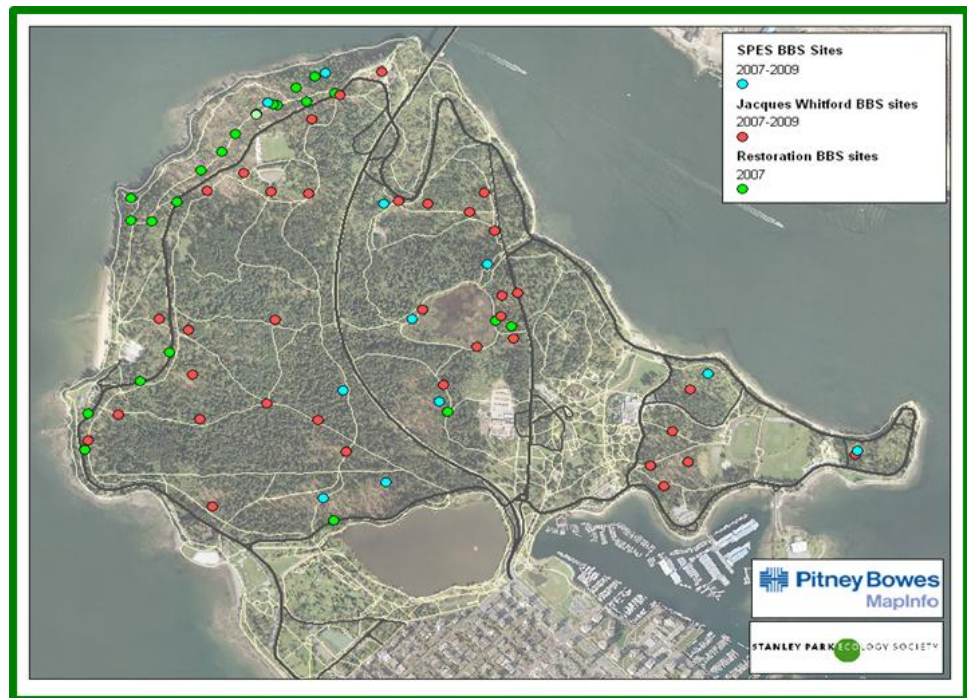 SPES BBS Sites
2007-2009
Jacques Whitford BBS sites
2007-2009
Restoration BBS sites
2007
Pitney Bowes
MapInfo
STANLEY PARK ECOLOGY SOCIETY